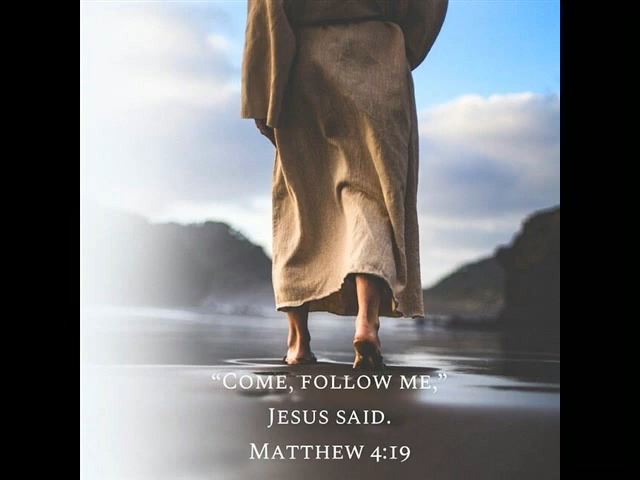 “Come, follow me,”
Jesus said.
Matthew 4:19